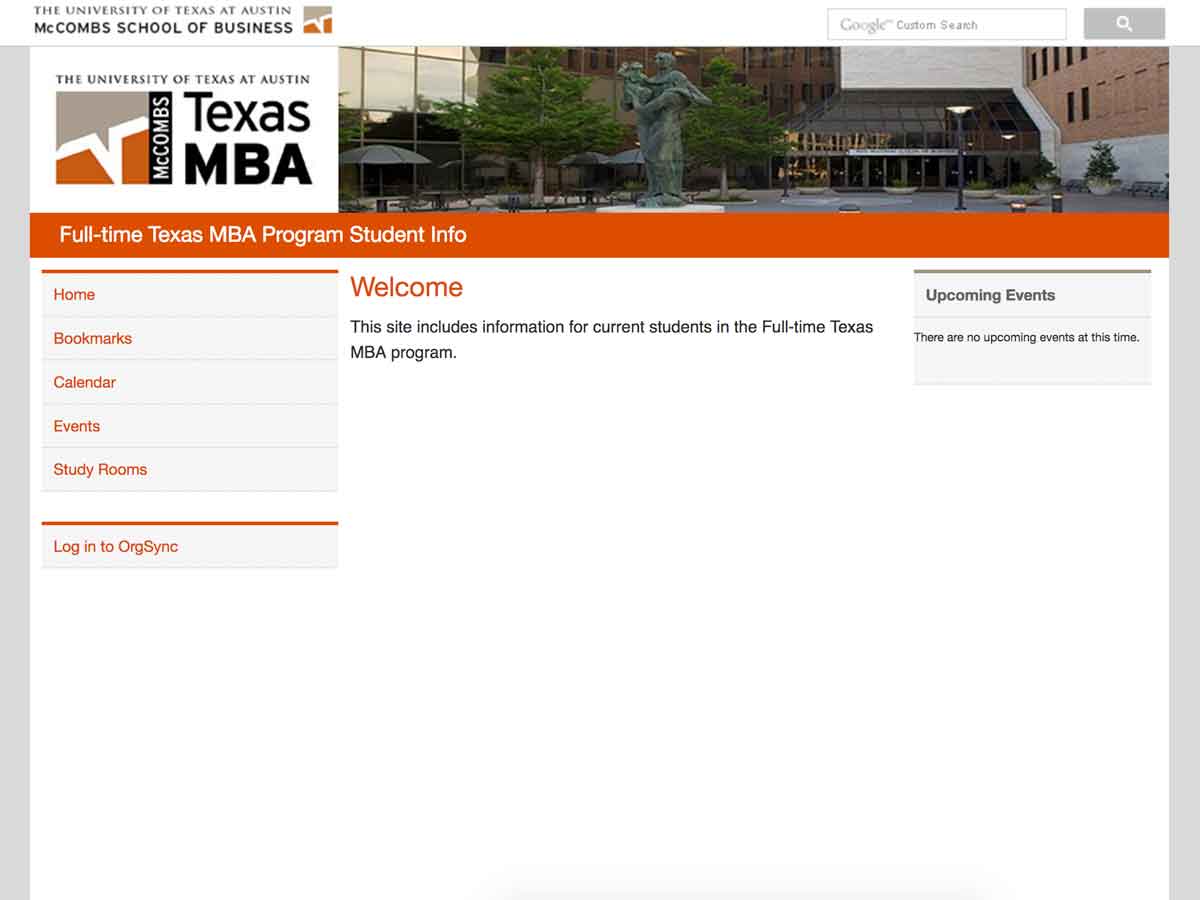 THE UNIVERSITY OF TEXAS AT AUSTIN
McCOMBS SCHOOL OF BUSINESS
Google™ Custom Search
THE UNIVERSITY OF TEXAS AT AUSTIN
McCOMBS
Texas
MBA
Full-time Texas MBA Program Student Info
Home
Bookmarks
Calendar
Events
Study Rooms
Log in to OrgSync
Welcome
This site includes information for current students in the Full-time Texas
MBA program.
Upcoming Events
There are no upcoming events at this time.